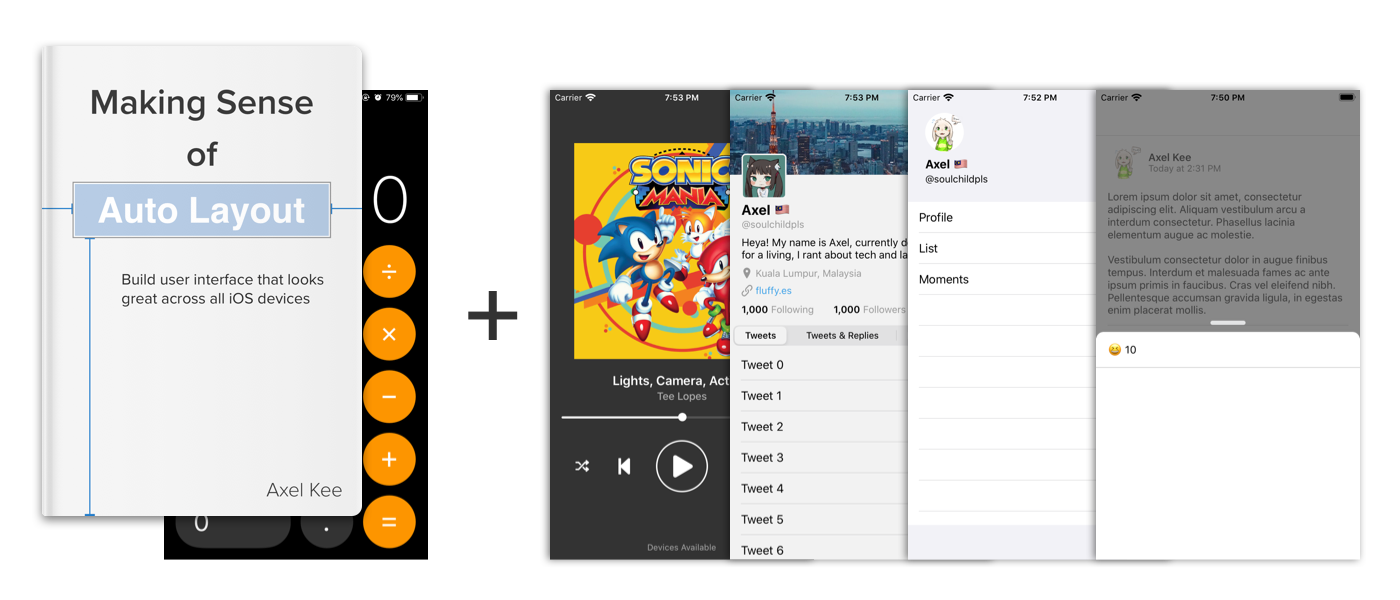 Making Sense
of
Auto Layout
Build user interface that looks
great across all iOS devices
Axel Kee
79%
0
÷
×
−
+
=
0
.
+
Carrier
7:53 PM
SONIC
MANIA
Lights, Camera, Act
Tee Lopes
Devices Available
Carrier
7:53 PM
Axel 🇲🇾
@soulchildpls
Heya! My name is Axel, currently d
for a living, I rant about tech and la
Kuala Lumpur, Malaysia
fluffy.es
1,000 Following 1,000 Followers
Tweets Tweets & Replies
Tweet 0
Tweet 1
Tweet 2
Tweet 3
Tweet 4
Tweet 5
Tweet 6
Carrier
7:52 PM
Axel 🇲🇾
@soulchildpls
Profile
List
Moments
Carrier
7:50 PM
Axel Kee
Today at 2:31 PM
Lorem ipsum dolor sit amet, consectetur
adipiscing elit. Aliquam vestibulum arcu a
interdum consectetur. Phasellus lacinia
elementum augue ac molestie.
Vestibulum consectetur dolor in augue finibus
tempus. Interdum et malesuada fames ac ante
ipsum primis in faucibus. Cras vel eleifend nibh.
Pellentesque accumsan gravida ligula, in egestas
enim placerat mollis.
😆 10